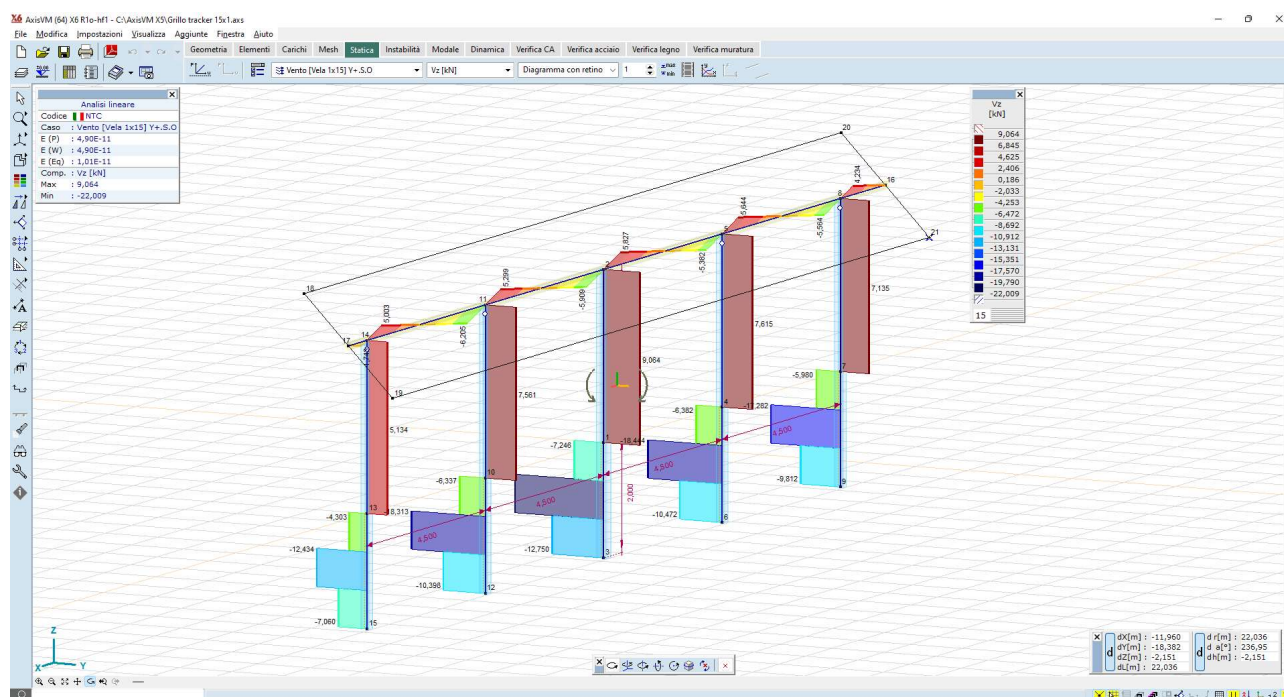 X6 AxisVM (64) X6 R1o-hf1 - C:\AxisVM X5\Grillo tracker 15x1.axs
File Modifica Impostazioni Visualizza Aggiunte Finestra Aiuto
Geometria Elementi Carichi Mesh Statica Instabilità Modale Dinamica Verifica CA Verifica acciaio Verifica legno Verifica muratura
Vento [Vela 1x15] Y+.S.O Vz [kN] Diagramma con retino 1
Analisi lineare
Codice NTC
Caso : Vento [Vela 1x15] Y+.S.O
E (P) : 4,90E-11
E (W) : 4,90E-11
E (Eq) : 1,01E-11
Comp. : Vz [kN]
Max : 9,064
Min : -22,009
Vz
[kN]
9,064
6,845
4,625
2,406
0,186
-2,033
-4,253
-6,472
-8,692
-10,912
-13,131
-15,351
-17,570
-19,790
-22,009
15
20
4,234
16
8
5,644
-5,564
21
5
5,827
-5,382
7,135
2
5,299
-5,909
18
11
7,615
5,003
-6,205
14
17
9,064
7
-5,980
19
7,561
4
-6,382
-17,282
5,134
1
-7,246
-18,444
4,500
10
-6,337
4,500
2,000
-9,812
9
13
-4,303
-18,313
4,500
-10,472
6
-12,434
4,500
-12,750
3
-10,398
12
-7,060
15
Z
X
Y
d
dX[m] : -11,960
dY[m] : -18,382
dZ[m] : -2,151
dL[m] : 22,036
d
d r[m] : 22,036
d a[°] : 236,95
dh[m] : -2,151